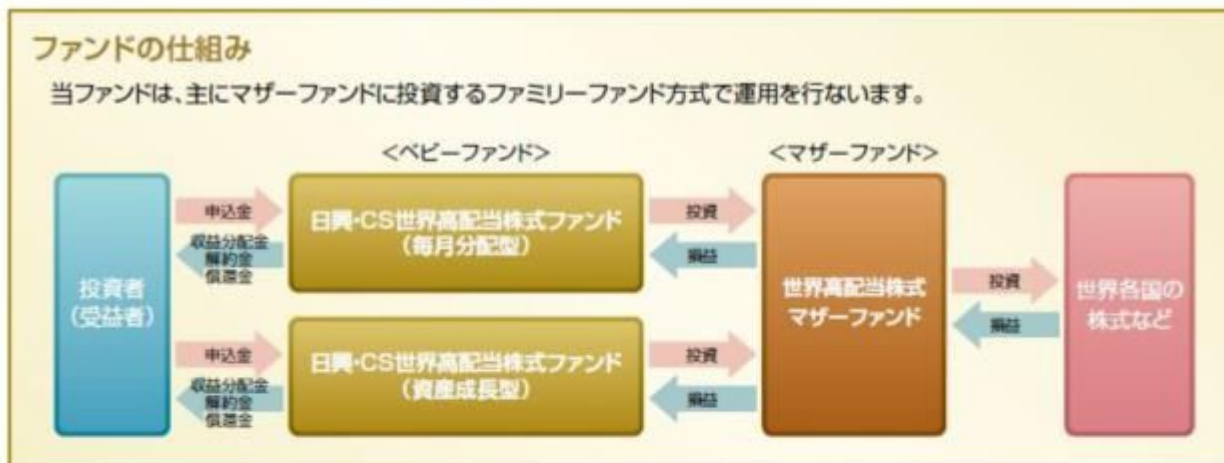 ファンドの仕組み
当ファンドは、主にマザーファンドに投資するファミリーファンド方式で運用を行ないます。
<ベビーファンド>
<マザーファンド>
投資者
(受益者)
申込金
収益分配金
解約金
償還金
日興・CS世界高配当株式ファンド
(毎月分配型)
投資
損益
申込金
収益分配金
解約金
償還金
日興・CS世界高配当株式ファンド
(資産成長型)
投資
損益
世界高配当株式
マザーファンド
投資
損益
世界各国の
株式など